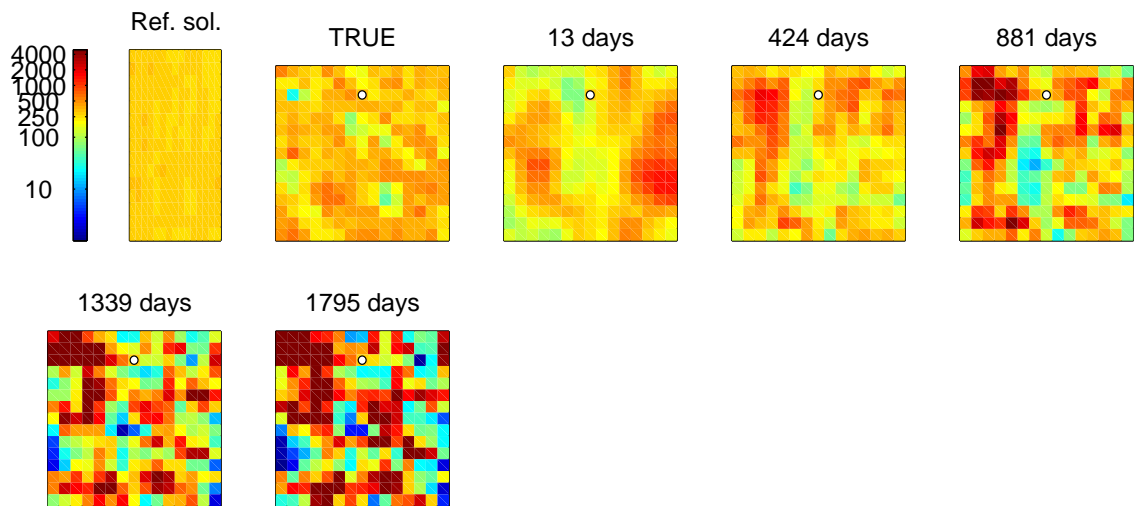 Ref. sol.
TRUE
13 days
424 days
881 days
4000
2000
1000
500
250
100
10
1339 days
1795 days